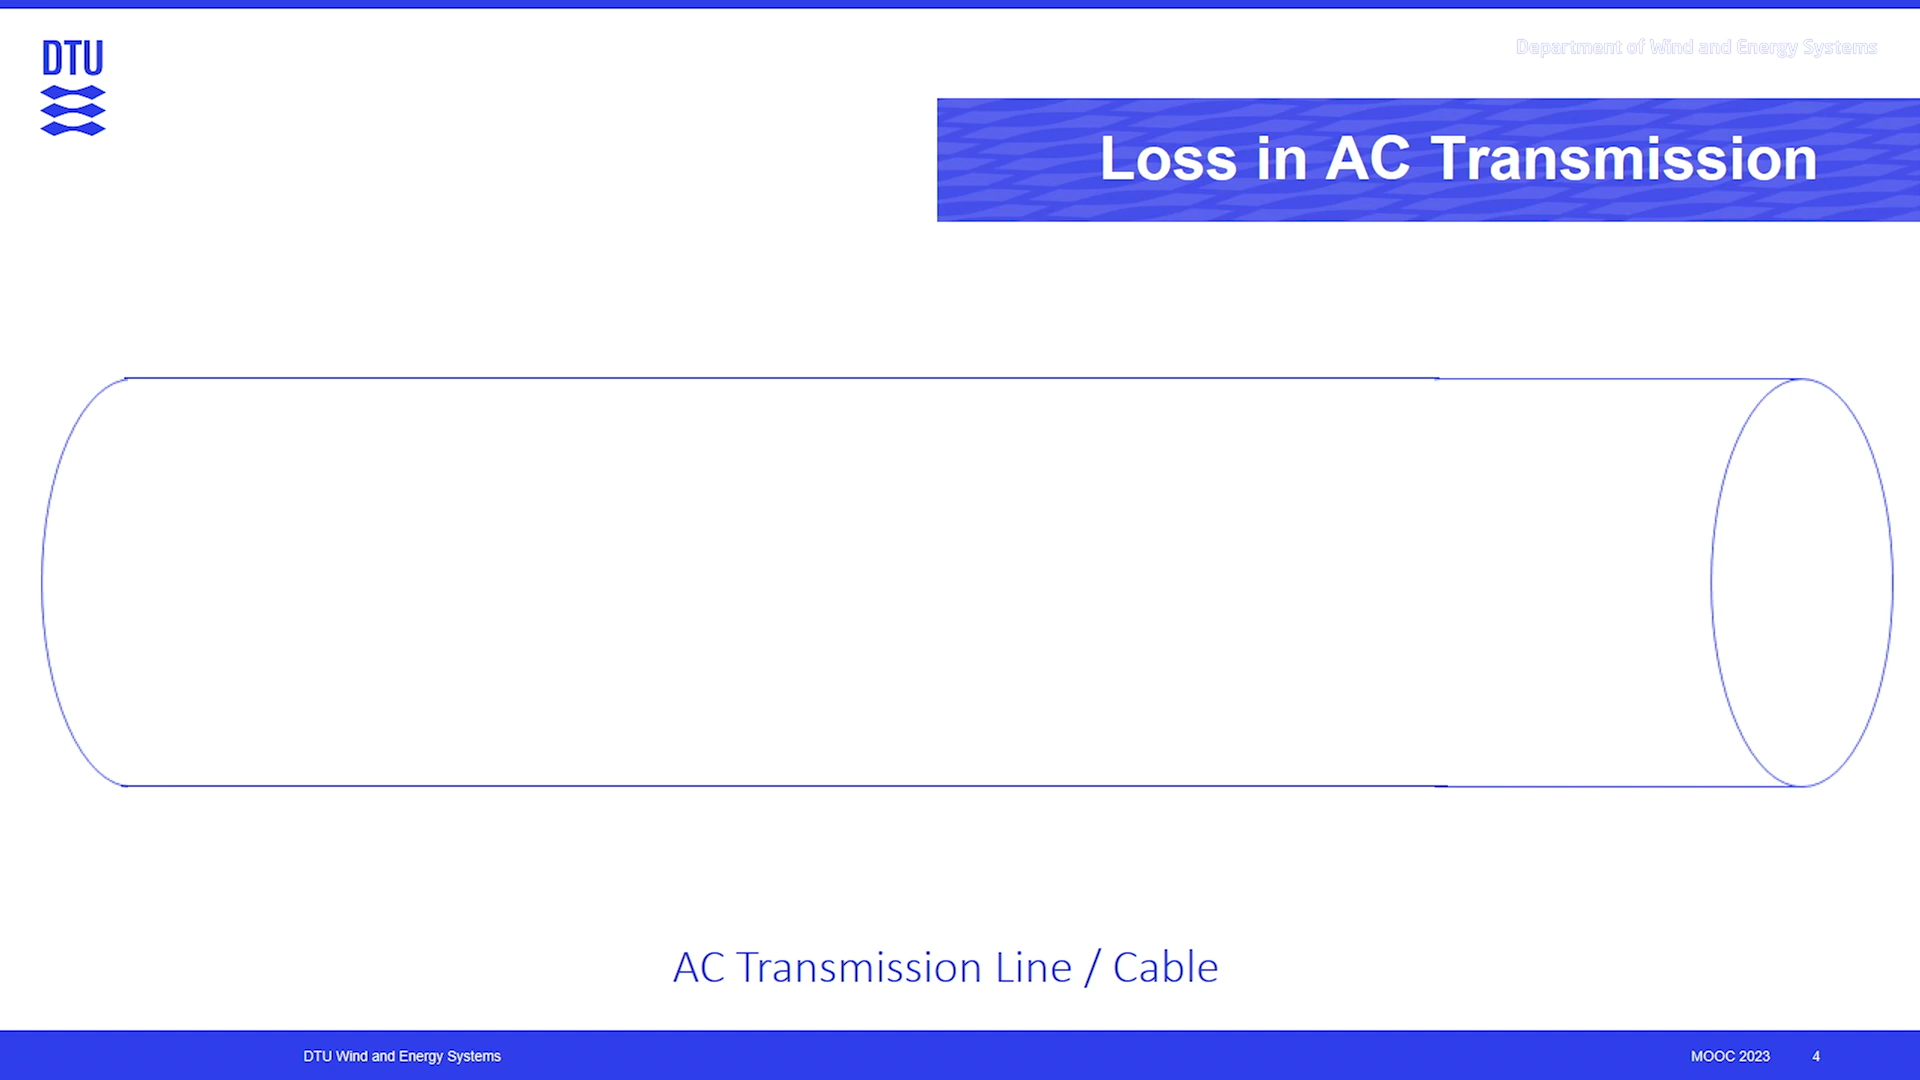 DTU
Department of Wind and Energy Systems
Loss in AC Transmission
AC Transmission Line / Cable
DTU Wind and Energy Systems
MOOC 2023
4